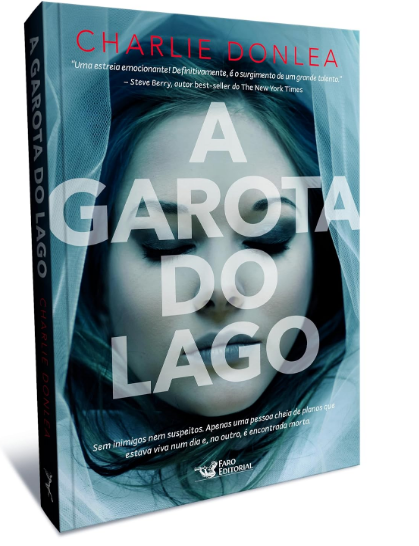 CHARLIE DONLEA
"Uma estreia emocionante! Definitivamente, é o surgimento de um grande talento."
– Steve Berry, autor best-seller do The New York Times
A
GAROTA
DO
LAGO
Sem inimigos nem suspeitos. Apenas uma pessoa cheia de planos que
estava viva num dia e, no outro, é encontrada morta.
FARO
EDITORIAL
A GAROTA DO LAGO
CHARLIE DONLEA